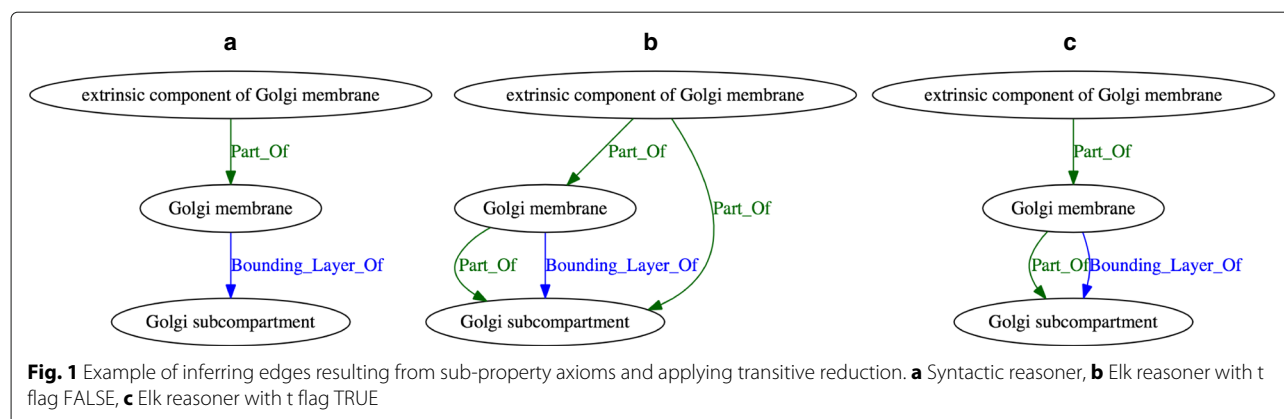 a
b
c
extrinsic component of Golgi membrane
extrinsic component of Golgi membrane
extrinsic component of Golgi membrane
Part_Of
Part_Of
Part_Of
Part_Of
Golgi membrane
Golgi membrane
Golgi membrane
Bounding_Layer_Of
Part_Of
Bounding_Layer_Of
Part_Of
Bounding_Layer_Of
Golgi subcompartment
Golgi subcompartment
Golgi subcompartment
Fig. 1 Example of inferring edges resulting from sub-property axioms and applying transitive reduction. a Syntactic reasoner, b Elk reasoner with t
flag FALSE, c Elk reasoner with t flag TRUE